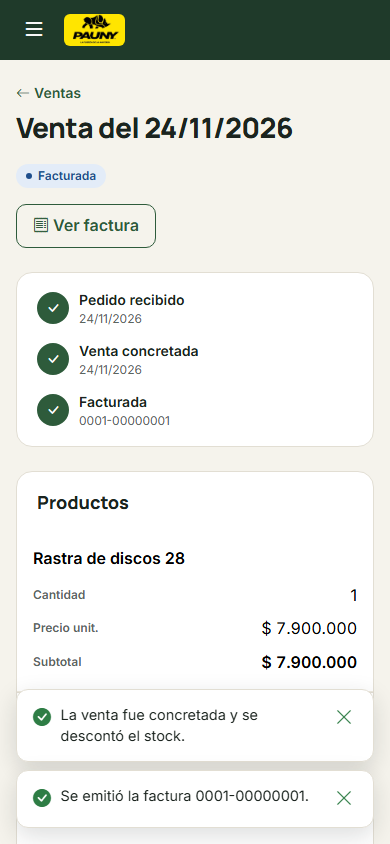 PAUNY
← Ventas
Venta del 24/11/2026
Facturada
Ver factura
Pedido recibido
24/11/2026
Venta concretada
24/11/2026
Facturada
0001-00000001
Productos
Rastra de discos 28
Cantidad
1
Precio unit.
$ 7.900.000
Subtotal
$ 7.900.000
La venta fue concretada y se
descontó el stock.
Se emitió la factura 0001-00000001.